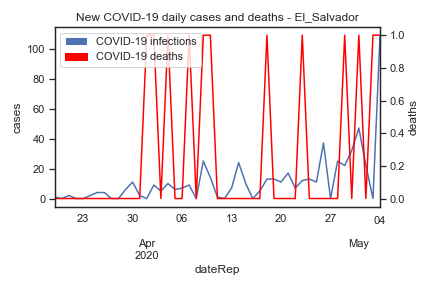 New COVID-19 daily cases and deaths - El_Salvador
COVID-19 infections
COVID-19 deaths
cases
100
80
60
40
20
0
deaths
1.0
0.8
0.6
0.4
0.2
0.0
23
30
06
13
20
27
04
Apr
2020
May
dateRep